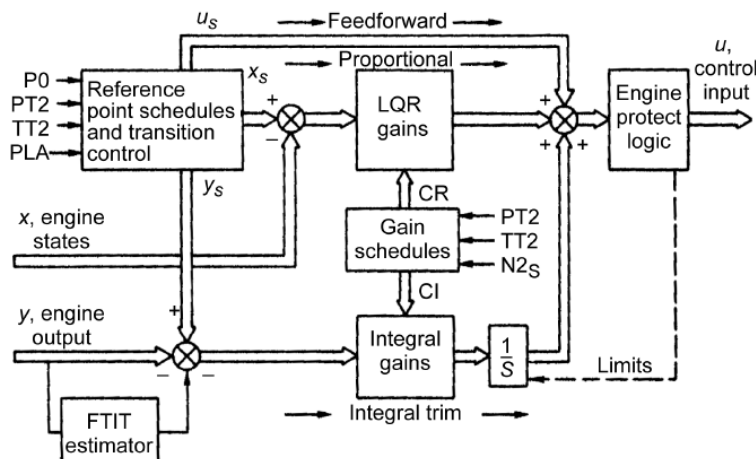 u_s
Feedforward
u,
control
input
x_s
Proportional
P0
PT2
TT2
PLA
Reference
point schedules
and transition
control
+
−
LQR
gains
+
+
+
Engine
protect
logic
y_s
CR
x, engine
states
Gain
schedules
PT2
TT2
N2_S
CI
+
y, engine
output
−
−
Integral
gains
1
S
Limits
FTIT
estimator
Integral trim